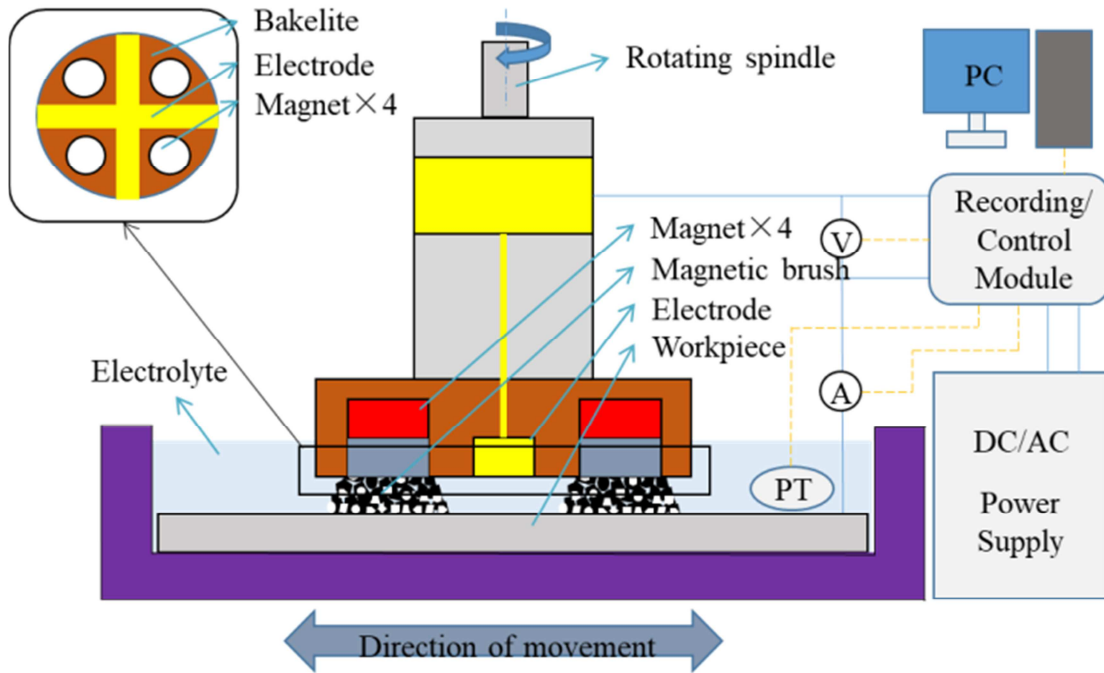 Bakelite
Electrode
Magnet×4
Rotating spindle
PC
Recording/
Control
Module
V
Magnet×4
Magnetic brush
Electrode
Workpiece
Electrolyte
A
PT
DC/AC
Power
Supply
Direction of movement